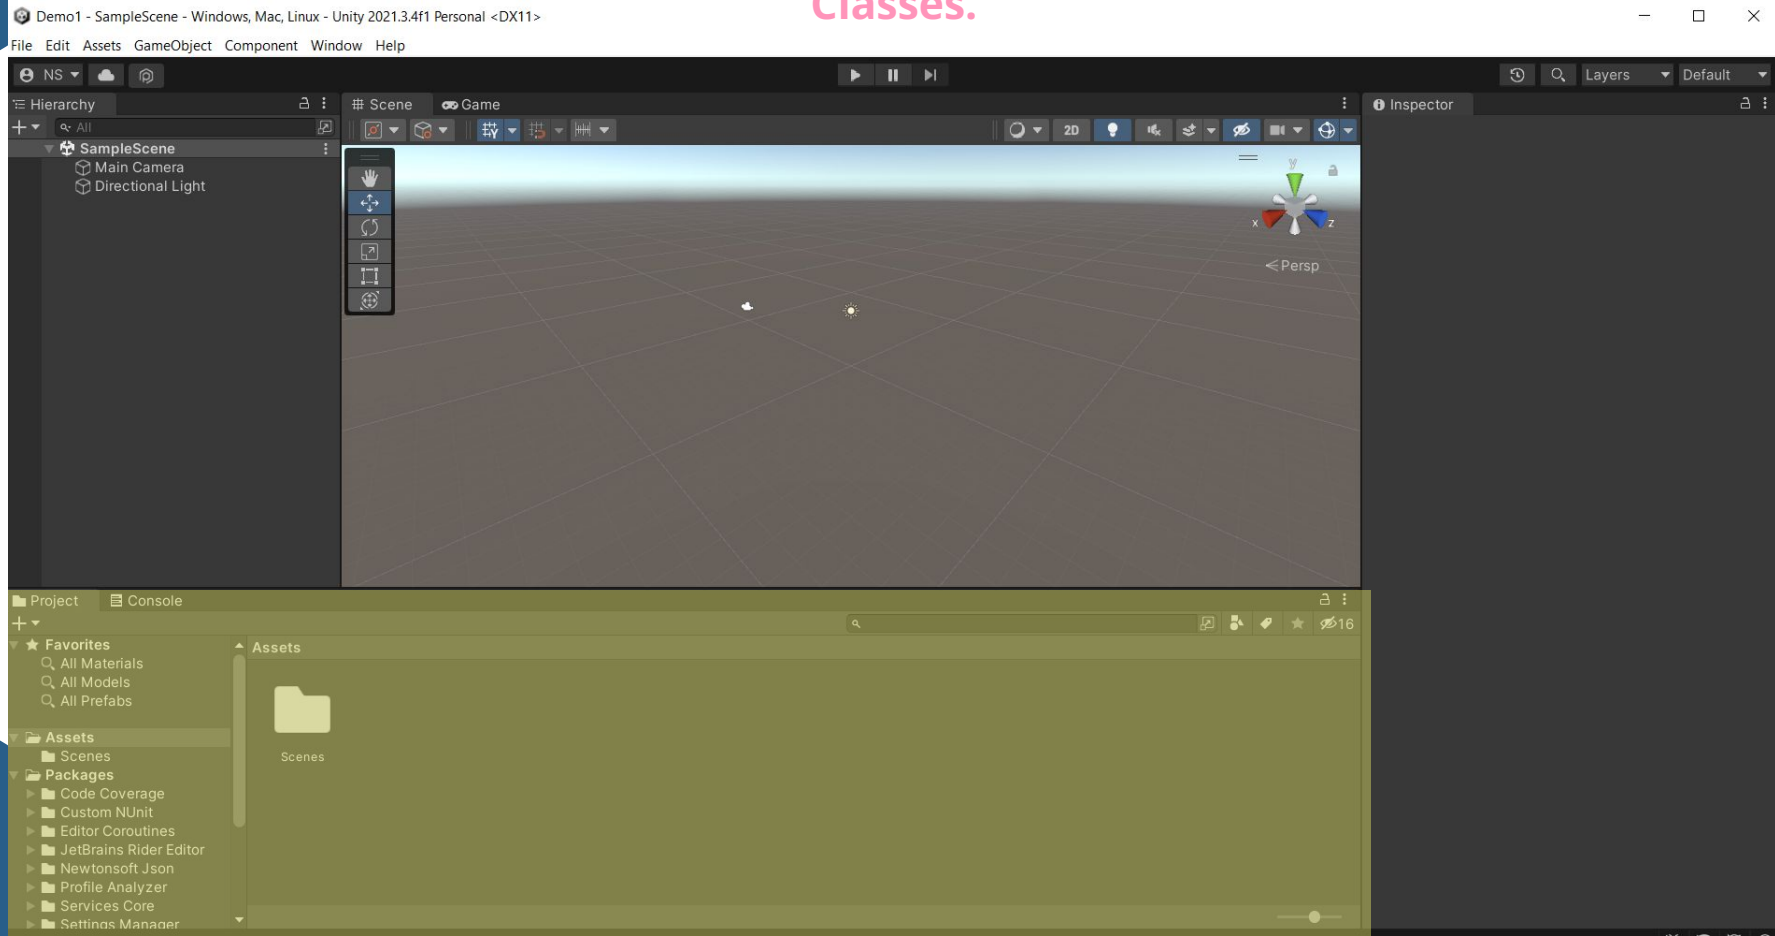 Classes.
Demo1 - SampleScene - Windows, Mac, Linux - Unity 2021.3.4f1 Personal <DX11>
File Edit Assets GameObject Component Window Help
NS Layers Default
Hierarchy
All
SampleScene
Main Camera
Directional Light
Scene Game
2D
y
x
z
Persp
Inspector
Project Console
16
Favorites
All Materials
All Models
All Prefabs
Assets
Scenes
Packages
Code Coverage
Custom NUnit
Editor Coroutines
JetBrains Rider Editor
Newtonsoft Json
Profile Analyzer
Services Core
Settings Manager
Assets
Scenes